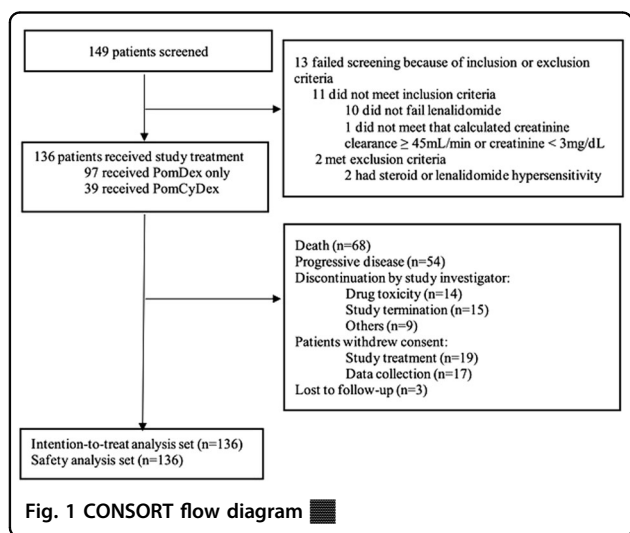 149 patients screened
13 failed screening because of inclusion or exclusion
criteria
11 did not meet inclusion criteria
10 did not fail lenalidomide
1 did not meet that calculated creatinine
clearance ≥ 45mL/min or creatinine < 3mg/dL
2 met exclusion criteria
2 had steroid or lenalidomide hypersensitivity
136 patients received study treatment
97 received PomDex only
39 received PomCyDex
Death (n=68)
Progressive disease (n=54)
Discontinuation by study investigator:
Drug toxicity (n=14)
Study termination (n=15)
Others (n=9)
Patients withdrew consent:
Study treatment (n=19)
Data collection (n=17)
Lost to follow-up (n=3)
Intention-to-treat analysis set (n=136)
Safety analysis set (n=136)
Fig. 1 CONSORT flow diagram